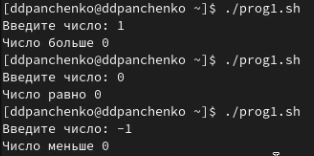 [ddpanchenko@ddpanchenko ~]$ ./prog1.sh
Введите число: 1
Число больше 0
[ddpanchenko@ddpanchenko ~]$ ./prog1.sh
Введите число: 0
Число равно 0
[ddpanchenko@ddpanchenko ~]$ ./prog1.sh
Введите число: -1
Число меньше 0